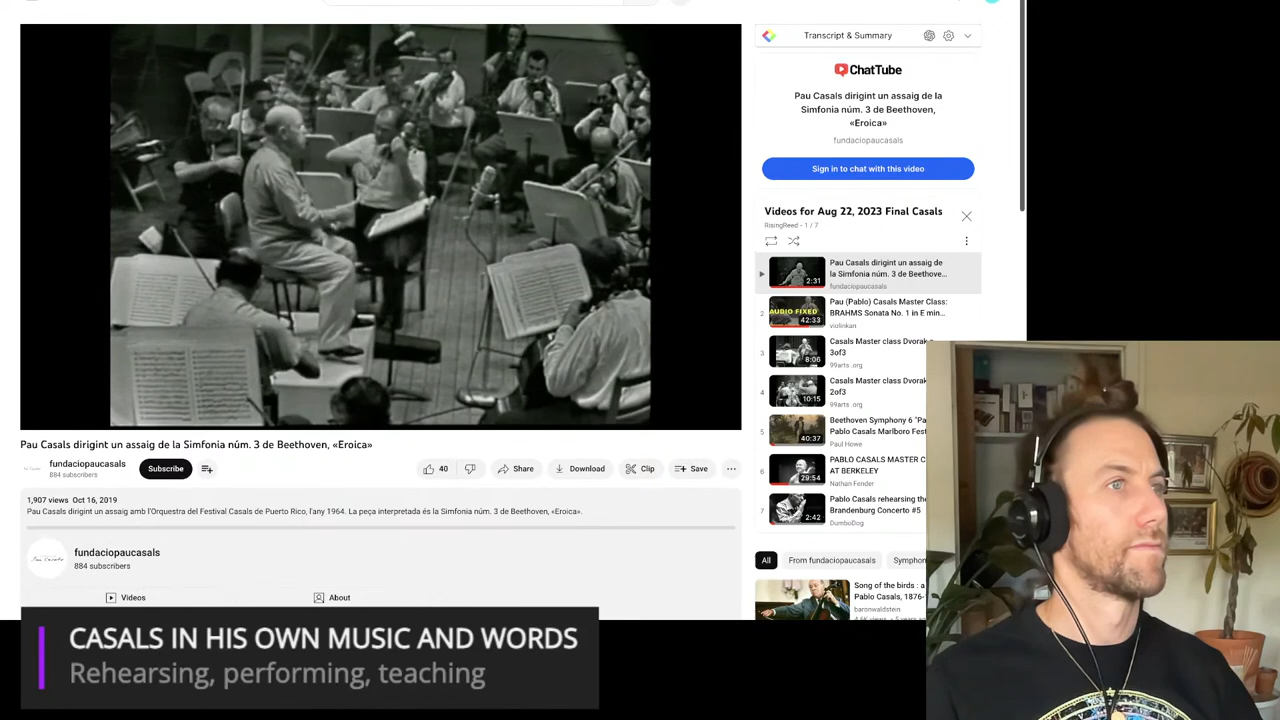 Pau Casals dirigint un assaig de la Simfonia núm. 3 de Beethoven, «Eroica»
fundaciopaucasals
884 subscribers
Subscribe
40
Share
Download
Clip
Save
1,907 views Oct 16, 2019
Pau Casals dirigint un assaig amb l'Orquestra del Festival Casals de Puerto Rico, l'any 1964. La peça interpretada és la Simfonia núm. 3 de Beethoven, «Eroica».
fundaciopaucasals
884 subscribers
Videos
About
CASALS IN HIS OWN MUSIC AND WORDS
Rehearsing, performing, teaching
Transcript & Summary
ChatTube
Pau Casals dirigint un assaig de la
Simfonia núm. 3 de Beethoven,
«Eroica»
fundaciopaucasals
Sign in to chat with this video
Videos for Aug 22, 2023 Final Casals
RisingReed - 1 / 7
2:31
Pau Casals dirigint un assaig de
la Simfonia núm. 3 de Beethove...
fundaciopaucasals
2
AUDIO FIXED
42:33
Pau (Pablo) Casals Master Class:
BRAHMS Sonata No. 1 in E min...
violinkan
3
8:06
Casals Master class Dvorak
3of3
99arts .org
4
10:15
Casals Master class Dvorak
2of3
99arts .org
5
40:37
Beethoven Symphony 6 "Pa
Pablo Casals Marlboro Fest
Paul Howe
6
29:54
PABLO CASALS MASTER C
AT BERKELEY
Nathan Fender
7
2:42
Pablo Casals rehearsing the
Brandenburg Concerto #5
DumboDog
All
From fundaciopaucasals
Symphon
Song of the birds : a
Pablo Casals, 1876-
baronwaldstein